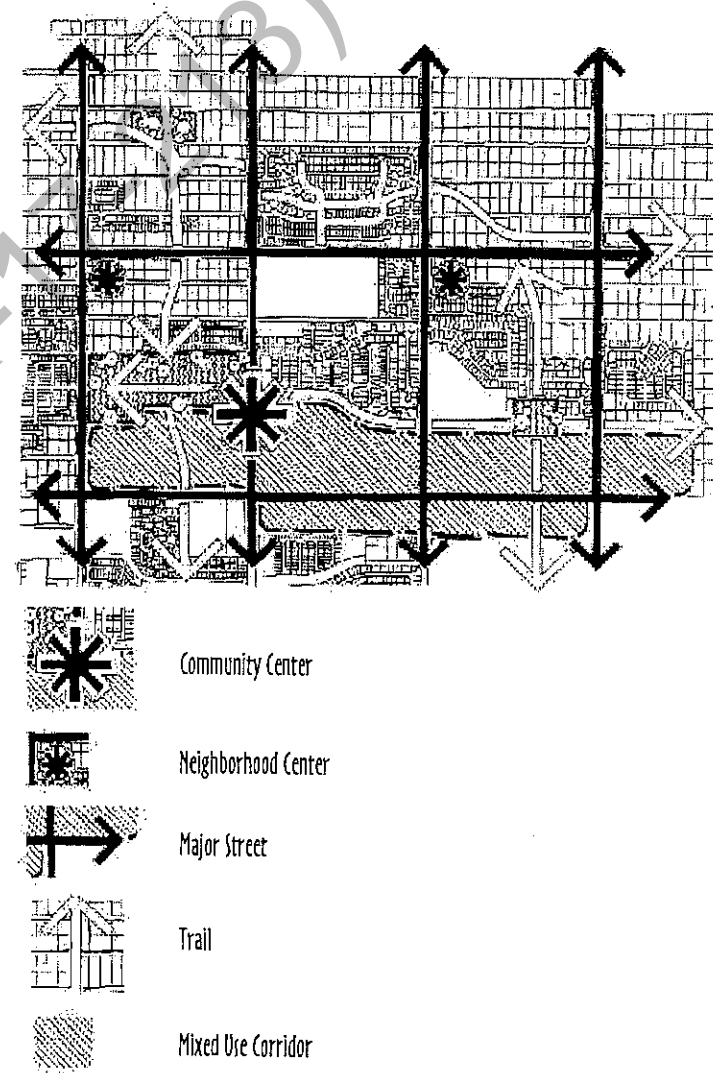 Community Center
Neighborhood Center
Major Street
Trail
Mixed Use Corridor